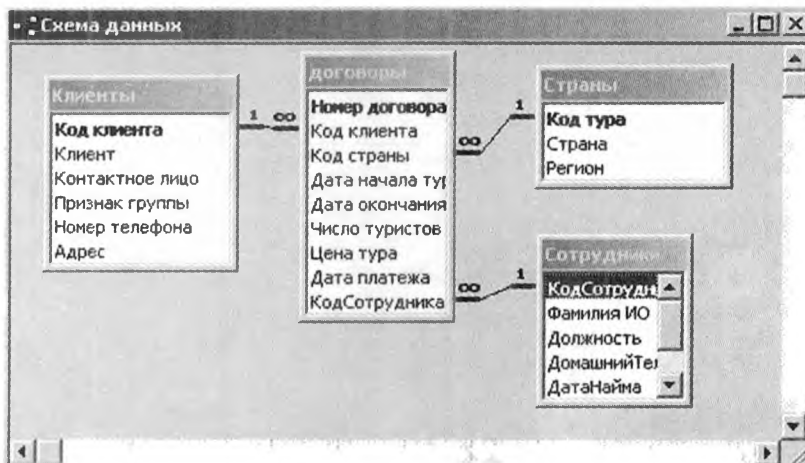 Схема данных
Клиенты
Код клиента
Клиент
Контактное лицо
Признак группы
Номер телефона
Адрес
1 ∞
договоры
Номер договора
Код клиента
Код страны
Дата начала тур
Дата окончания
Число туристов
Цена тура
Дата платежа
КодСотрудника
∞ 1
Страны
Код тура
Страна
Регион
∞ 1
Сотрудники
КодСотрудн
Фамилия ИО
Должность
ДомашнийТел
ДатаНайма